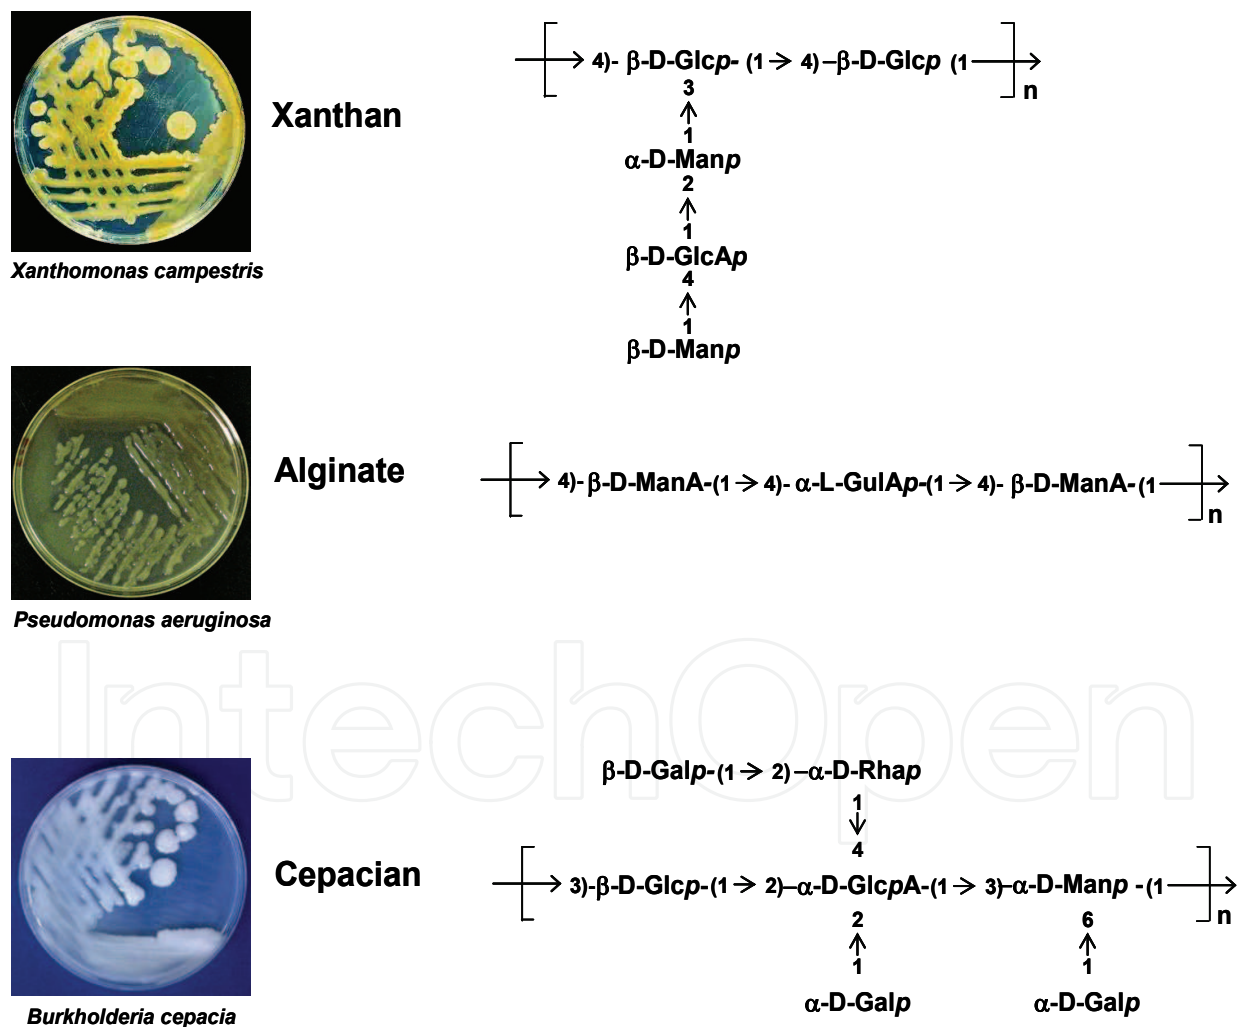 4)- β-D-Glcp- (1 → 4) –β-D-Glcp (1
n
3
Xanthan
1
α-D-Manp
2
1
β-D-GlcAp
4
1
β-D-Manp
Xanthomonas campestris
Alginate
4)- β-D-ManA-(1 → 4)- α-L-GulAp-(1 → 4)- β-D-ManA-(1
n
Pseudomonas aeruginosa
IntechOpen
β-D-Galp-(1 → 2) –α-D-Rhap
1
4
Cepacian
3)-β-D-Glcp-(1 → 2)–α-D-GlcpA-(1 → 3)-α-D-Manp -(1
n
2 6
1 1
α-D-Galp α-D-Galp
Burkholderia cepacia